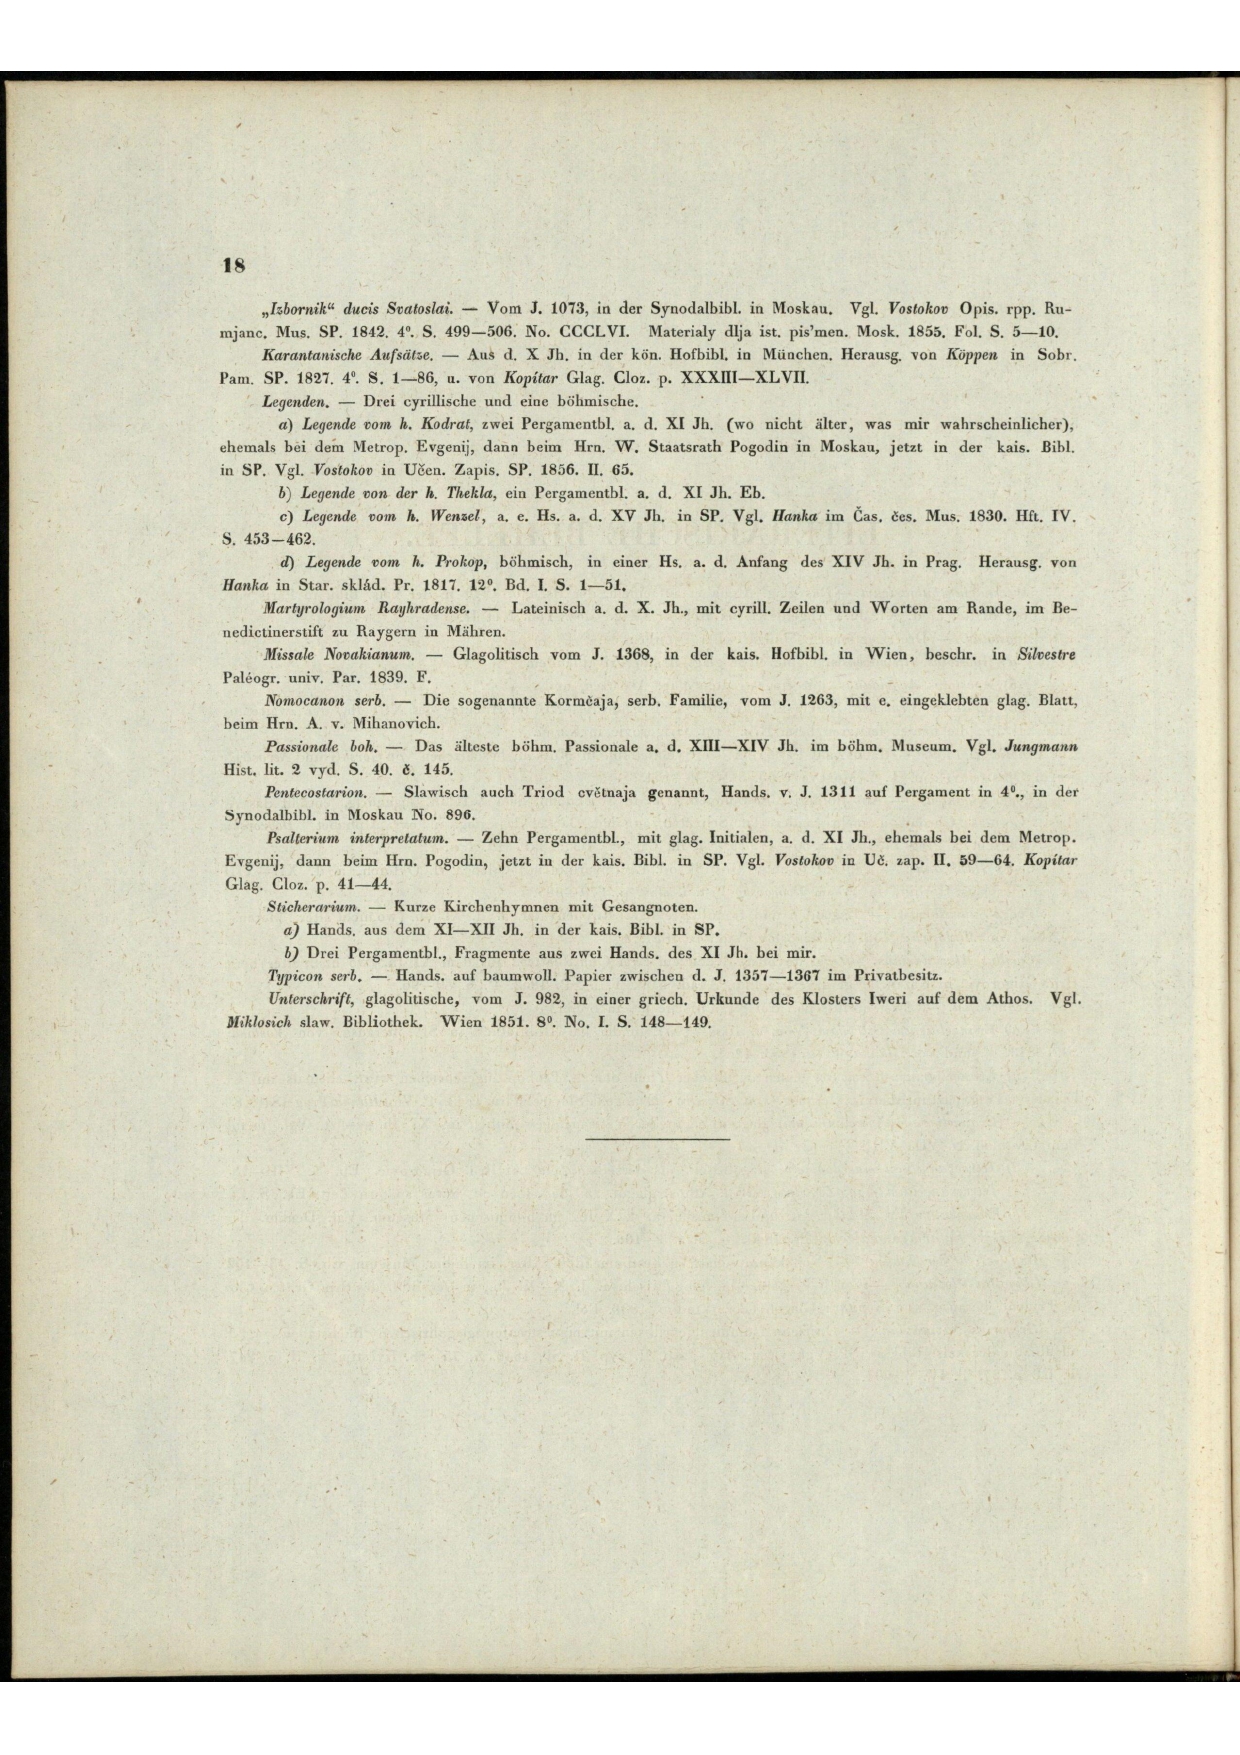 18
„Izbornik“ ducis Svatoslai. — Vom J. 1073, in der Synodalbibl. in Moskau. Vgl. Vostokov Opis. rpp. Ru-
mjanc. Mus. SP. 1842. 4⁰. S. 499—506. No. CCCLVI. Materialy dlja ist. pis’men. Mosk. 1855. Fol. S. 5—10.
Karantanische Aufsätze. — Aus d. X Jh. in der kön. Hofbibl. in München. Herausg. von Köppen in Sobr.
Pam. SP. 1827. 4⁰. S. 1—86, u. von Kopitar Glag. Cloz. p. XXXIII—XLVII.
Legenden. — Drei cyrillische und eine böhmische.
a) Legende vom h. Kodrat, zwei Pergamentbl. a. d. XI Jh. (wo nicht älter, was mir wahrscheinlicher),
ehemals bei dem Metrop. Evgenij, dann beim Hrn. W. Staatsrath Pogodin in Moskau, jetzt in der kais. Bibl.
in SP. Vgl. Vostokov in Učen. Zapis. SP. 1856. II. 65.
b) Legende von der h. Thekla, ein Pergamentbl. a. d. XI Jh. Eb.
c) Legende vom h. Wenzel, a. e. Hs. a. d. XV Jh. in SP. Vgl. Hanka im Čas. čes. Mus. 1830. Hft. IV.
S. 453—462.
d) Legende vom h. Prokop, böhmisch, in einer Hs. a. d. Anfang des XIV Jh. in Prag. Herausg. von
Hanka in Star. sklád. Pr. 1817. 12⁰. Bd. I. S. 1—51.
Martyrologium Rayhradense. — Lateinisch a. d. X. Jh., mit cyrill. Zeilen und Worten am Rande, im Be-
nedictinerstift zu Raygern in Mähren.
Missale Novakianum. — Glagolitisch vom J. 1368, in der kais. Hofbibl. in Wien, beschr. in Silvestre
Paléogr. univ. Par. 1839. F.
Nomocanon serb. — Die sogenannte Kormčaja, serb. Familie, vom J. 1263, mit e. eingeklebten glag. Blatt,
beim Hrn. A. v. Mihanovich.
Passionale boh. — Das älteste böhm. Passionale a. d. XIII—XIV Jh. im böhm. Museum. Vgl. Jungmann
Hist. lit. 2 vyd. S. 40. č. 145.
Pentecostarion. — Slawisch auch Triod cvětnaja genannt, Hands. v. J. 1311 auf Pergament in 4⁰., in der
Synodalbibl. in Moskau No. 896.
Psalterium interpretatum. — Zehn Pergamentbl., mit glag. Initialen, a. d. XI Jh., ehemals bei dem Metrop.
Evgenij, dann beim Hrn. Pogodin, jetzt in der kais. Bibl. in SP. Vgl. Vostokov in Uč. zap. II. 59—64. Kopitar
Glag. Cloz. p. 41—44.
Sticherarium. — Kurze Kirchenhymnen mit Gesangnoten.
a) Hands. aus dem XI—XII Jh. in der kais. Bibl. in SP.
b) Drei Pergamentbl., Fragmente aus zwei Hands. des XI Jh. bei mir.
Typicon serb. — Hands. auf baumwoll. Papier zwischen d. J. 1357—1367 im Privatbesitz.
Unterschrift, glagolitische, vom J. 982, in einer griech. Urkunde des Klosters Iweri auf dem Athos. Vgl.
Miklosich slaw. Bibliothek. Wien 1851. 8⁰. No. I. S. 148—149.